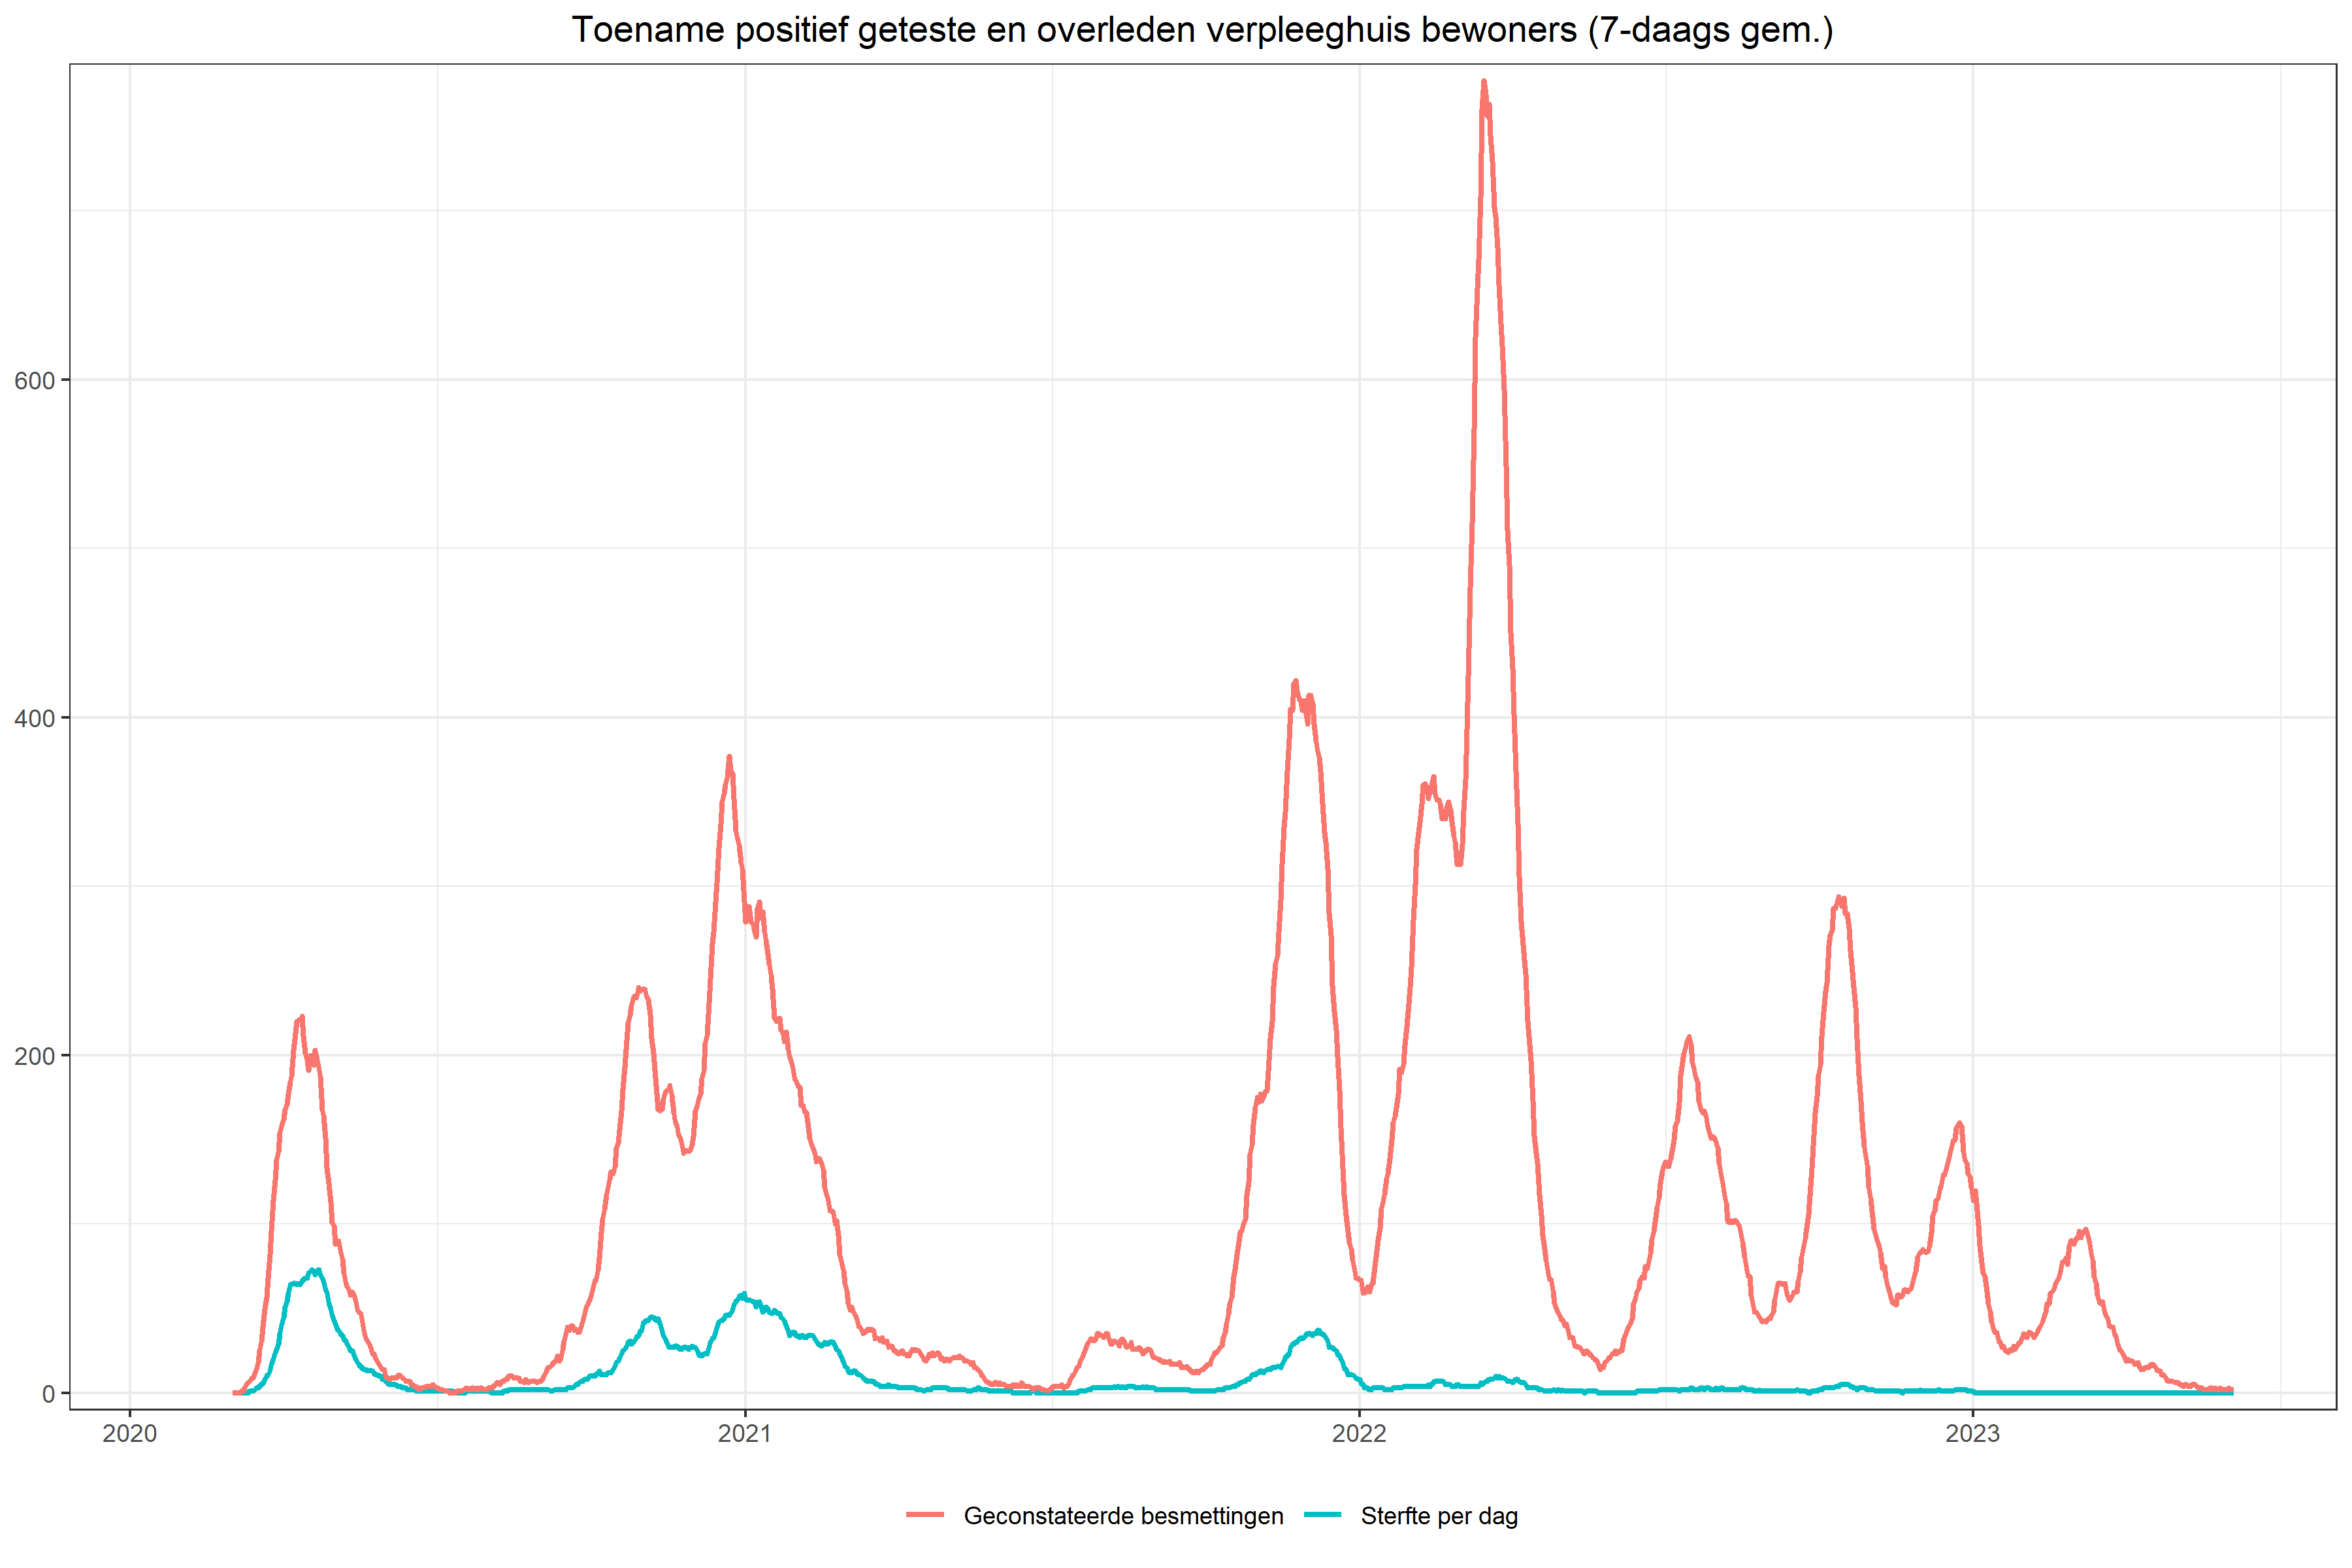 Toename positief geteste en overleden verpleeghuis bewoners (7-daags gem.)
600
400
200
0
2020 2021 2022 2023
Geconstateerde besmettingen Sterfte per dag